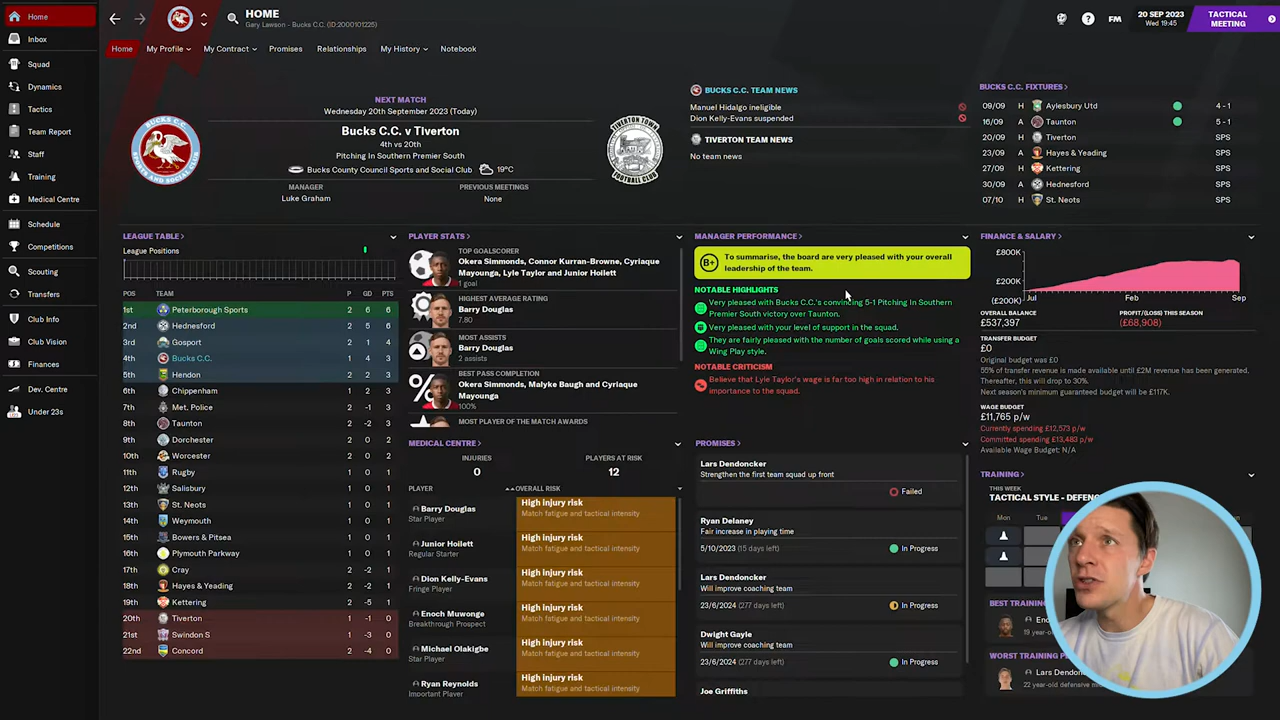 Home
Inbox
Squad
Dynamics
Tactics
Team Report
Staff
Training
Medical Centre
Schedule
Competitions
Scouting
Transfers
Club Info
Club Vision
Finances
Dev. Centre
Under 23s
HOME
Gary Lawson - Bucks C.C. (ID:2000101225)
FM
20 SEP 2023
Wed 19:45
TACTICAL
MEETING
Home
My Profile
My Contract
Promises
Relationships
My History
Notebook
NEXT MATCH
Wednesday 20th September 2023 (Today)
Bucks C.C. v Tiverton
4th vs 20th
Pitching In Southern Premier South
Bucks County Council Sports and Social Club 19°C
MANAGER
Luke Graham
PREVIOUS MEETINGS
None
BUCKS C.C. TEAM NEWS
Manuel Hidalgo ineligible
Dion Kelly-Evans suspended
TIVERTON TEAM NEWS
No team news
BUCKS C.C. FIXTURES
09/09 H Aylesbury Utd 4 - 1
16/09 A Taunton 5 - 1
20/09 H Tiverton SPS
23/09 A Hayes & Yeading SPS
27/09 H Kettering SPS
30/09 A Hednesford SPS
07/10 H St. Neots SPS
LEAGUE TABLE
League Positions
POS TEAM P GD PTS
1st Peterborough Sports 2 6 6
2nd Hednesford 2 5 6
3rd Gosport 2 1 4
4th Bucks C.C. 1 4 3
5th Hendon 2 2 3
6th Chippenham 2 1 3
7th Met. Police 2 -1 3
8th Taunton 2 -2 3
9th Dorchester 2 0 2
10th Worcester 2 0 2
11th Rugby 1 0 1
12th Salisbury 1 0 1
13th St. Neots 1 0 1
14th Weymouth 1 0 1
15th Bowers & Pitsea 1 0 1
16th Plymouth Parkway 1 0 1
17th Cray 2 -2 1
18th Hayes & Yeading 2 -2 1
19th Kettering 2 -5 1
20th Tiverton 1 -1 0
21st Swindon S 1 -3 0
22nd Concord 2 -4 0
PLAYER STATS
TOP GOALSCORER
Okera Simmonds, Connor Kurran-Browne, Cyriaque
Mayounga, Lyle Taylor and Junior Hoilett
1 goal
HIGHEST AVERAGE RATING
Barry Douglas
7.80
MOST ASSISTS
Barry Douglas
2 assists
BEST PASS COMPLETION
Okera Simmonds, Malyke Baugh and Cyriaque
Mayounga
100%
MOST PLAYER OF THE MATCH AWARDS
MEDICAL CENTRE
INJURIES
0
PLAYERS AT RISK
12
PLAYER OVERALL RISK
Barry Douglas
Star Player
High injury risk
Match fatigue and tactical intensity
Junior Hoilett
Regular Starter
High injury risk
Match fatigue and tactical intensity
Dion Kelly-Evans
Fringe Player
High injury risk
Match fatigue and tactical intensity
Enoch Muwonge
Breakthrough Prospect
High injury risk
Match fatigue and tactical intensity
Michael Olakigbe
Star Player
High injury risk
Match fatigue and tactical intensity
Ryan Reynolds
Important Player
High injury risk
Match fatigue and tactical intensity
MANAGER PERFORMANCE
B+
To summarise, the board are very pleased with your overall
leadership of the team.
NOTABLE HIGHLIGHTS
Very pleased with Bucks C.C.'s convincing 5-1 Pitching In Southern
Premier South victory over Taunton.
Very pleased with your level of support in the squad.
They are fairly pleased with the number of goals scored while using a
Wing Play style.
NOTABLE CRITICISM
Believe that Lyle Taylor's wage is far too high in relation to his
importance to the squad.
PROMISES
Lars Dendoncker
Strengthen the first team squad up front
Failed
Ryan Delaney
Fair increase in playing time
5/10/2023 (15 days left) In Progress
Lars Dendoncker
Will improve coaching team
23/6/2024 (277 days left) In Progress
Dwight Gayle
Will improve coaching team
23/6/2024 (277 days left) In Progress
Joe Griffiths
FINANCE & SALARY
£800K
£0
(£200K)
Jul Feb Sep
OVERALL BALANCE
£537,397
PROFIT/(LOSS) THIS SEASON
(£68,908)
TRANSFER BUDGET
£0
Original budget was £0
55% of transfer revenue is made available until £2M revenue has been generated.
Thereafter, this will drop to 30%.
Next season's minimum guaranteed budget will be £117K.
WAGE BUDGET
£11,765 p/w
Currently spending £12,573 p/w
Committed spending £13,483 p/w
Available Wage Budget: N/A
TRAINING
THIS WEEK
TACTICAL STYLE - DEFEN
Mon Tue
BEST TRAINING
19-year-o
WORST TRAINING P
Lars Dendon
22-year-old defensive mi